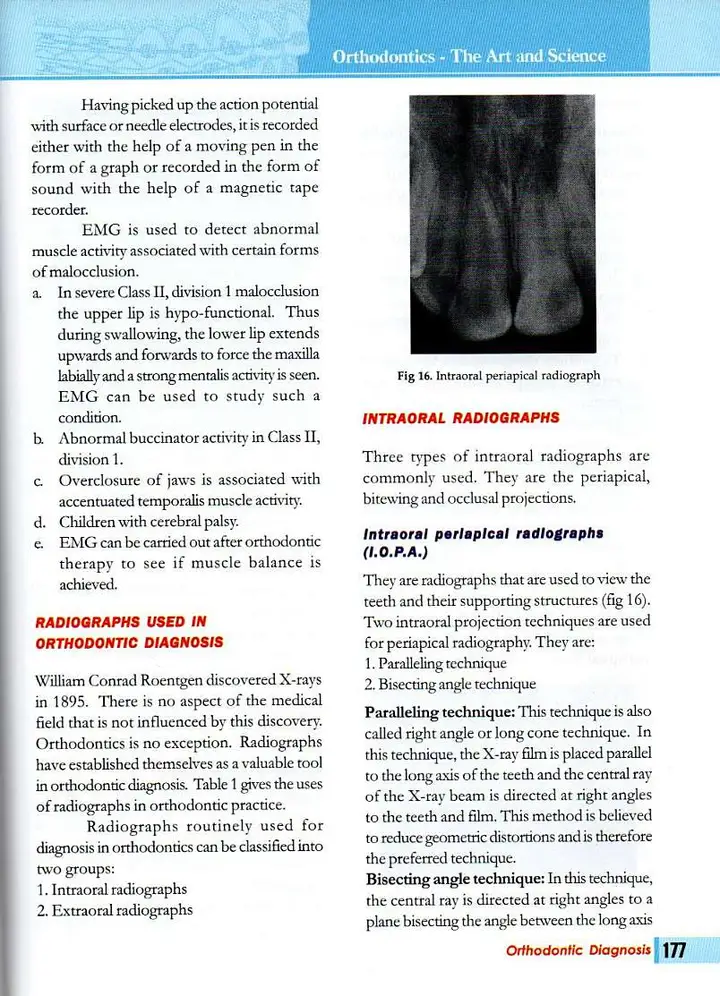 Orthodontics - The Art and Science
Having picked up the action potential
with surface or needle electrodes, it is recorded
either with the help of a moving pen in the
form of a graph or recorded in the form of
sound with the help of a magnetic tape
recorder.
EMG is used to detect abnormal
muscle activity associated with certain forms
of malocclusion.
a. In severe Class II, division 1 malocclusion
the upper lip is hypo-functional. Thus
during swallowing, the lower lip extends
upwards and forwards to force the maxilla
labially and a strong mentalis activity is seen.
EMG can be used to study such a
condition.
b. Abnormal buccinator activity in Class II,
division 1.
c. Overclosure of jaws is associated with
accentuated temporalis muscle activity.
d. Children with cerebral palsy.
e. EMG can be carried out after orthodontic
therapy to see if muscle balance is
achieved.
RADIOGRAPHS USED IN
ORTHODONTIC DIAGNOSIS
William Conrad Roentgen discovered X-rays
in 1895. There is no aspect of the medical
field that is not influenced by this discovery.
Orthodontics is no exception. Radiographs
have established themselves as a valuable tool
in orthodontic diagnosis. Table 1 gives the uses
of radiographs in orthodontic practice.
Radiographs routinely used for
diagnosis in orthodontics can be classified into
two groups:
1. Intraoral radiographs
2. Extraoral radiographs
Fig 16. Intraoral periapical radiograph
INTRAORAL RADIOGRAPHS
Three types of intraoral radiographs are
commonly used. They are the periapical,
bitewing and occlusal projections.
Intraoral periapical radiographs
(I.O.P.A.)
They are radiographs that are used to view the
teeth and their supporting structures (fig 16).
Two intraoral projection techniques are used
for periapical radiography. They are:
1. Paralleling technique
2. Bisecting angle technique
Paralleling technique: This technique is also
called right angle or long cone technique. In
this technique, the X-ray film is placed parallel
to the long axis of the teeth and the central ray
of the X-ray beam is directed at right angles
to the teeth and film. This method is believed
to reduce geometric distortions and is therefore
the preferred technique.
Bisecting angle technique: In this technique,
the central ray is directed at right angles to a
plane bisecting the angle between the long axis
Orthodontic Diagnosis 177